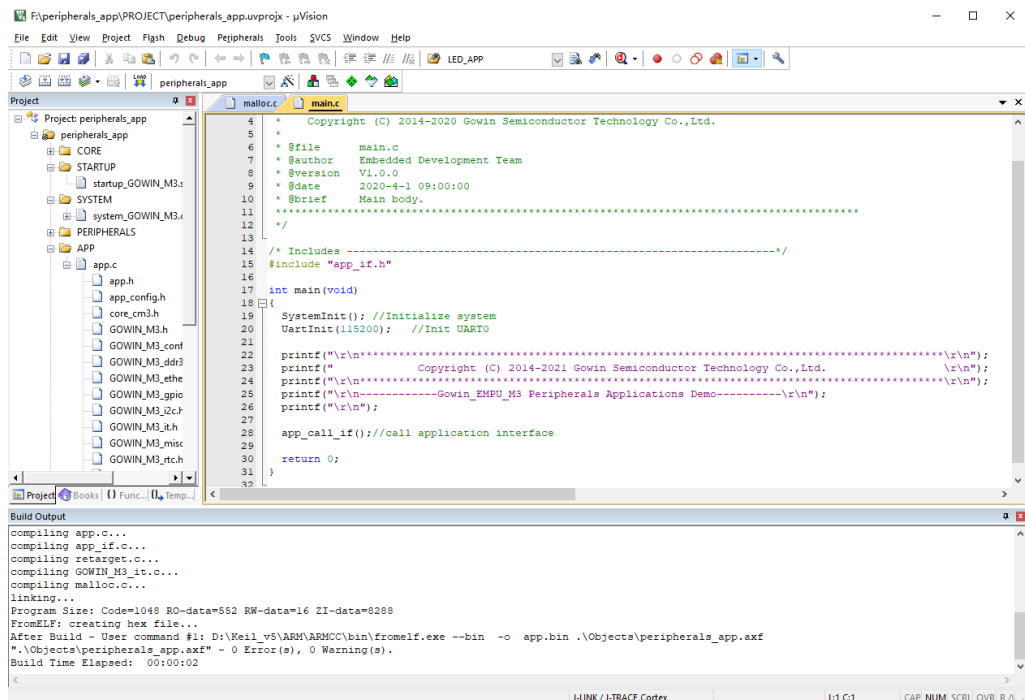 F:\peripherals_app\PROJECT\peripherals_app.uvprojx - µVision
File Edit View Project Flash Debug Peripherals Tools SVCS Window Help
LED_APP
LOAD peripherals_app
Project
Project: peripherals_app
peripherals_app
CORE
STARTUP
startup_GOWIN_M3.s
SYSTEM
system_GOWIN_M3.c
PERIPHERALS
APP
app.c
app.h
app_config.h
core_cm3.h
GOWIN_M3.h
GOWIN_M3_conf
GOWIN_M3_ddr3
GOWIN_M3_ethe
GOWIN_M3_gpio
GOWIN_M3_i2c.h
GOWIN_M3_it.h
GOWIN_M3_misc
GOWIN_M3_rtc.h
Project Books {} Func... Temp...
malloc.c main.c
4 * Copyright (C) 2014-2020 Gowin Semiconductor Technology Co.,Ltd.
5 *
6 * @file main.c
7 * @author Embedded Development Team
8 * @version V1.0.0
9 * @date 2020-4-1 09:00:00
10 * @brief Main body.
11 ******************************************************************************************
12 */
13
14 /* Includes ------------------------------------------------------------------*/
15 #include "app_if.h"
16
17 int main(void)
18 {
19 SystemInit(); //Initialize system
20 UartInit(115200); //Init UART0
21
22 printf("\r\n******************************************************************************************\r\n");
23 printf(" Copyright (C) 2014-2021 Gowin Semiconductor Technology Co.,Ltd. \r\n");
24 printf("\r\n******************************************************************************************\r\n");
25 printf("\r\n------------Gowin_EMPU_M3 Peripherals Applications Demo----------\r\n");
26 printf("\r\n");
27
28 app_call_if();//call application interface
29
30 return 0;
31 }
32
Build Output
compiling app.c...
compiling app_if.c...
compiling retarget.c...
compiling GOWIN_M3_it.c...
compiling malloc.c...
linking...
Program Size: Code=1048 RO-data=552 RW-data=16 ZI-data=8288
FromELF: creating hex file...
After Build - User command #1: D:\Keil_v5\ARM\ARMCC\bin\fromelf.exe --bin -o app.bin .\Objects\peripherals_app.axf
".\Objects\peripherals_app.axf" - 0 Error(s), 0 Warning(s).
Build Time Elapsed: 00:00:02
J-LINK / J-TRACE Cortex L:1 C:1 CAP NUM SCRL OVR R/